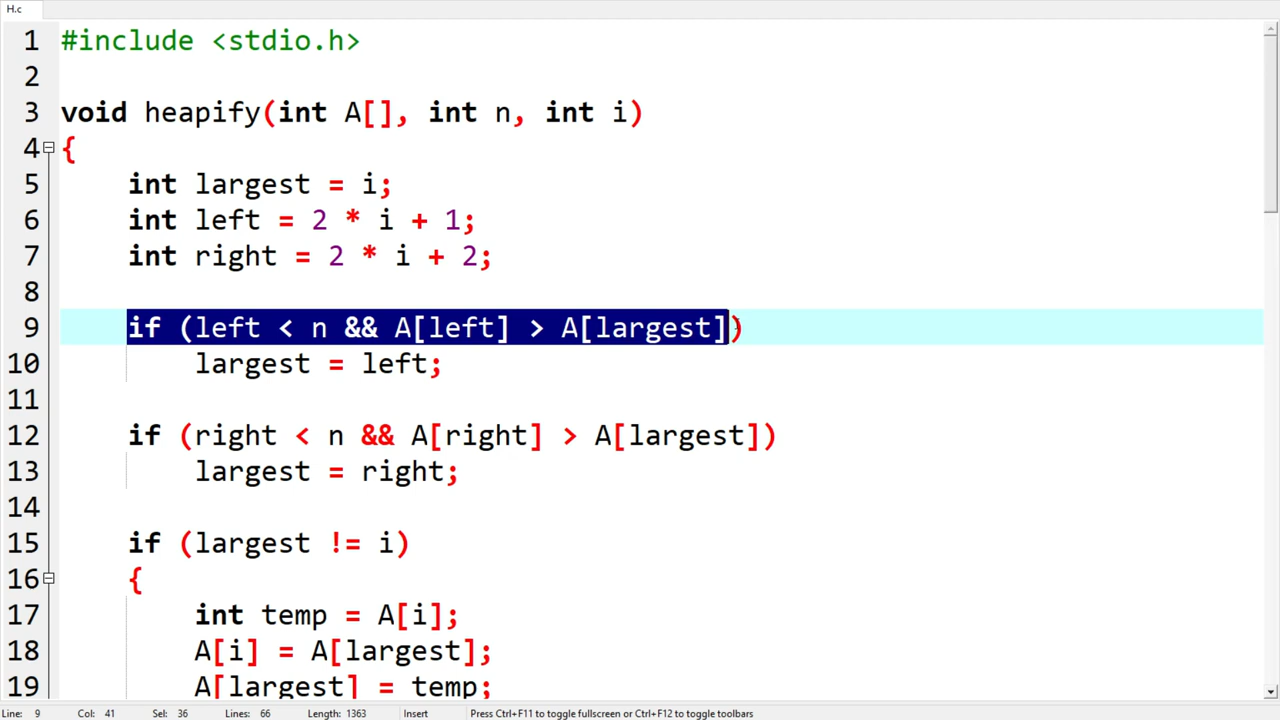 H.c
1 #include <stdio.h>
2
3 void heapify(int A[], int n, int i)
4 {
5     int largest = i;
6     int left = 2 * i + 1;
7     int right = 2 * i + 2;
8
9     if (left < n && A[left] > A[largest])
10         largest = left;
11
12     if (right < n && A[right] > A[largest])
13         largest = right;
14
15     if (largest != i)
16     {
17         int temp = A[i];
18         A[i] = A[largest];
19         A[largest] = temp;
Line: 9 Col: 41 Sel: 36 Lines: 66 Length: 1363 Insert Press Ctrl+F11 to toggle fullscreen or Ctrl+F12 to toggle toolbars